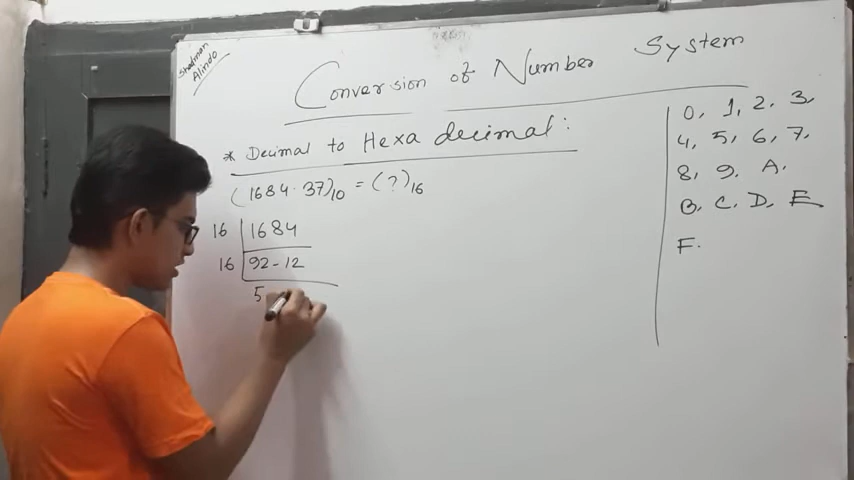 Shadman
Alindo
Conversion of Number System
* Decimal to Hexa decimal:
(1684.37)10 = (?)16
16 1684
16 92-12
5
0, 1, 2, 3,
4, 5, 6, 7,
8, 9, A,
B, C, D, E
F.